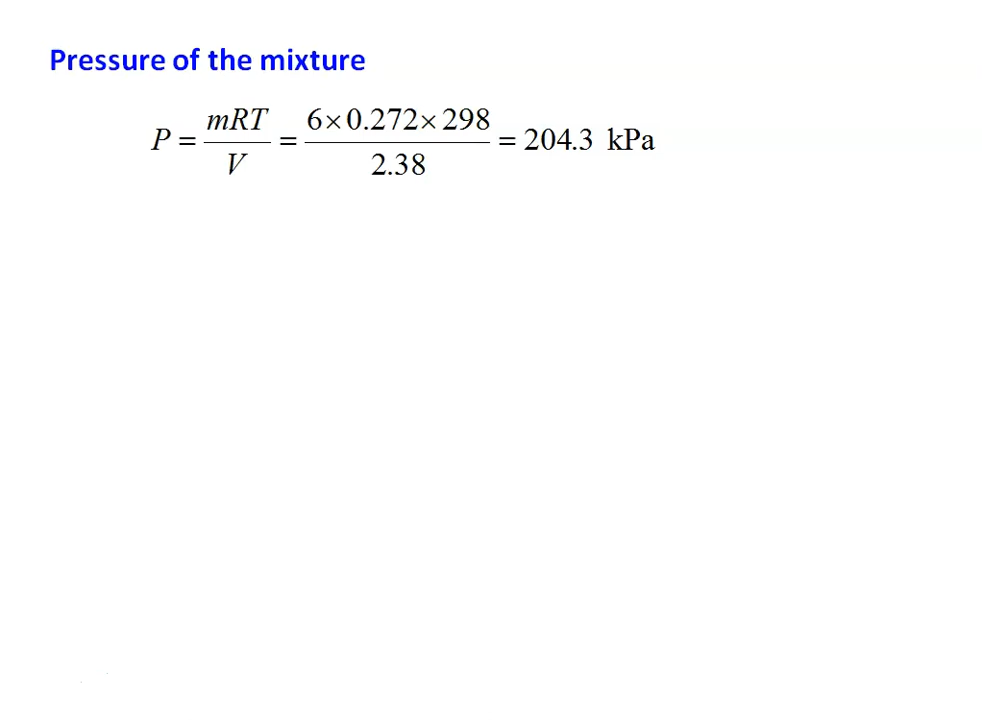 Pressure of the mixture
P = mRT / V = 6×0.272×298 / 2.38 = 204.3 kPa